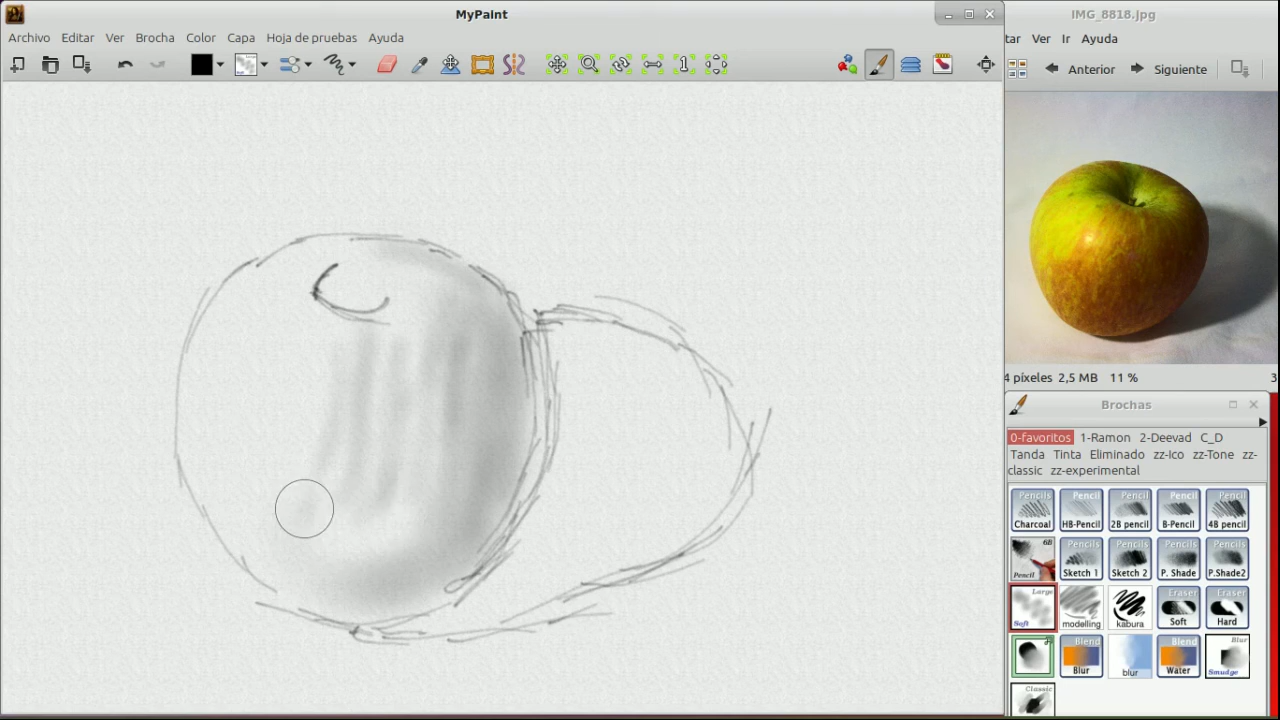 MyPaint
Archivo Editar Ver Brocha Color Capa Hoja de pruebas Ayuda
IMG_8818.jpg
tar Ver Ir Ayuda
Anterior Siguiente
4 píxeles 2,5 MB 11 % 3
Brochas
0-favoritos 1-Ramon 2-Deevad C_D
Tanda Tinta Eliminado zz-Ico zz-Tone zz-
classic zz-experimental
Pencils Pencil Pencils Pencils Pencils
Charcoal HB-Pencil 2B pencil B-Pencil 4B pencil
6B Pencils Pencils Pencils Pencils
Pencil Sketch 1 Sketch 2 P. Shade P.Shade2
Large Eraser Eraser
Soft modelling kabura Soft Hard
Blend Blend Blur
Blur blur Water Smudge
Classic